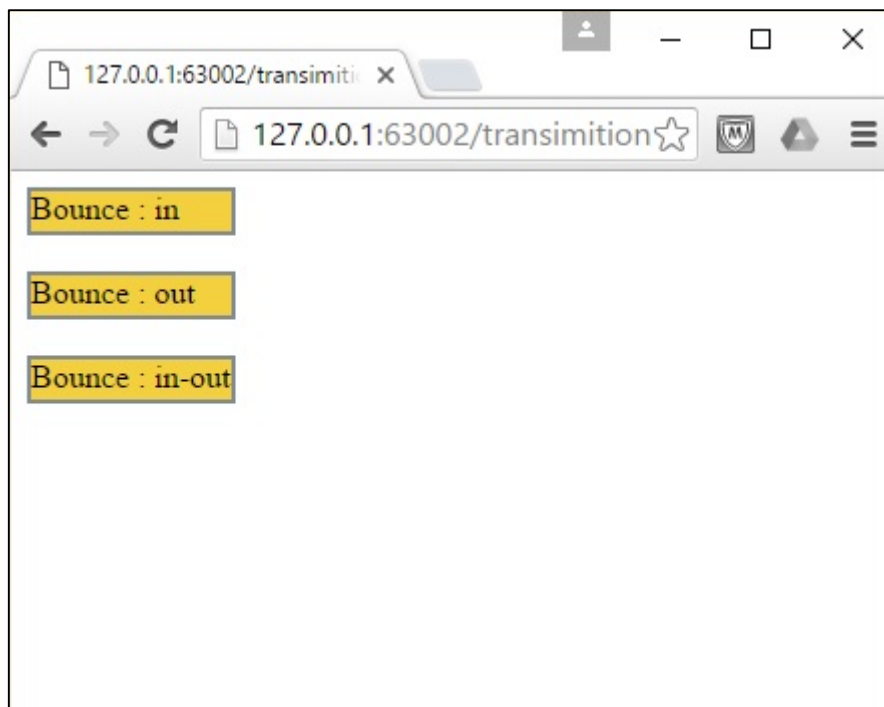 127.0.0.1:63002/transimiti
127.0.0.1:63002/transimition
M
Bounce : in
Bounce : out
Bounce : in-out